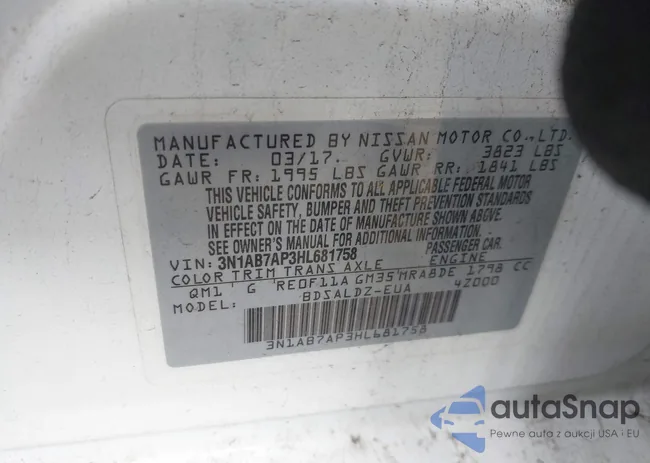 MANUFACTURED BY NISSAN MOTOR CO., LTD.
DATE: 03/17. GVWR: 3823 LBS
GAWR FR: 1995 LBS GAWR RR: 1841 LBS
THIS VEHICLE CONFORMS TO ALL APPLICABLE FEDERAL MOTOR
VEHICLE SAFETY, BUMPER AND THEFT PREVENTION STANDARDS
IN EFFECT ON THE DATE OF MANUFACTURE SHOWN ABOVE.
SEE OWNER'S MANUAL FOR ADDITIONAL INFORMATION
VIN: 3N1AB7AP3HL681758 PASSENGER CAR.
COLOR TRIM TRANS AXLE ENGINE
QM1 G RE0F11A GM35 MRA8DE 1798 CC
MODEL: BDSALDZ-EUA 4Z000
3N1AB7AP3HL681758
autoSnap
Pewne auta z aukcji USA i EU